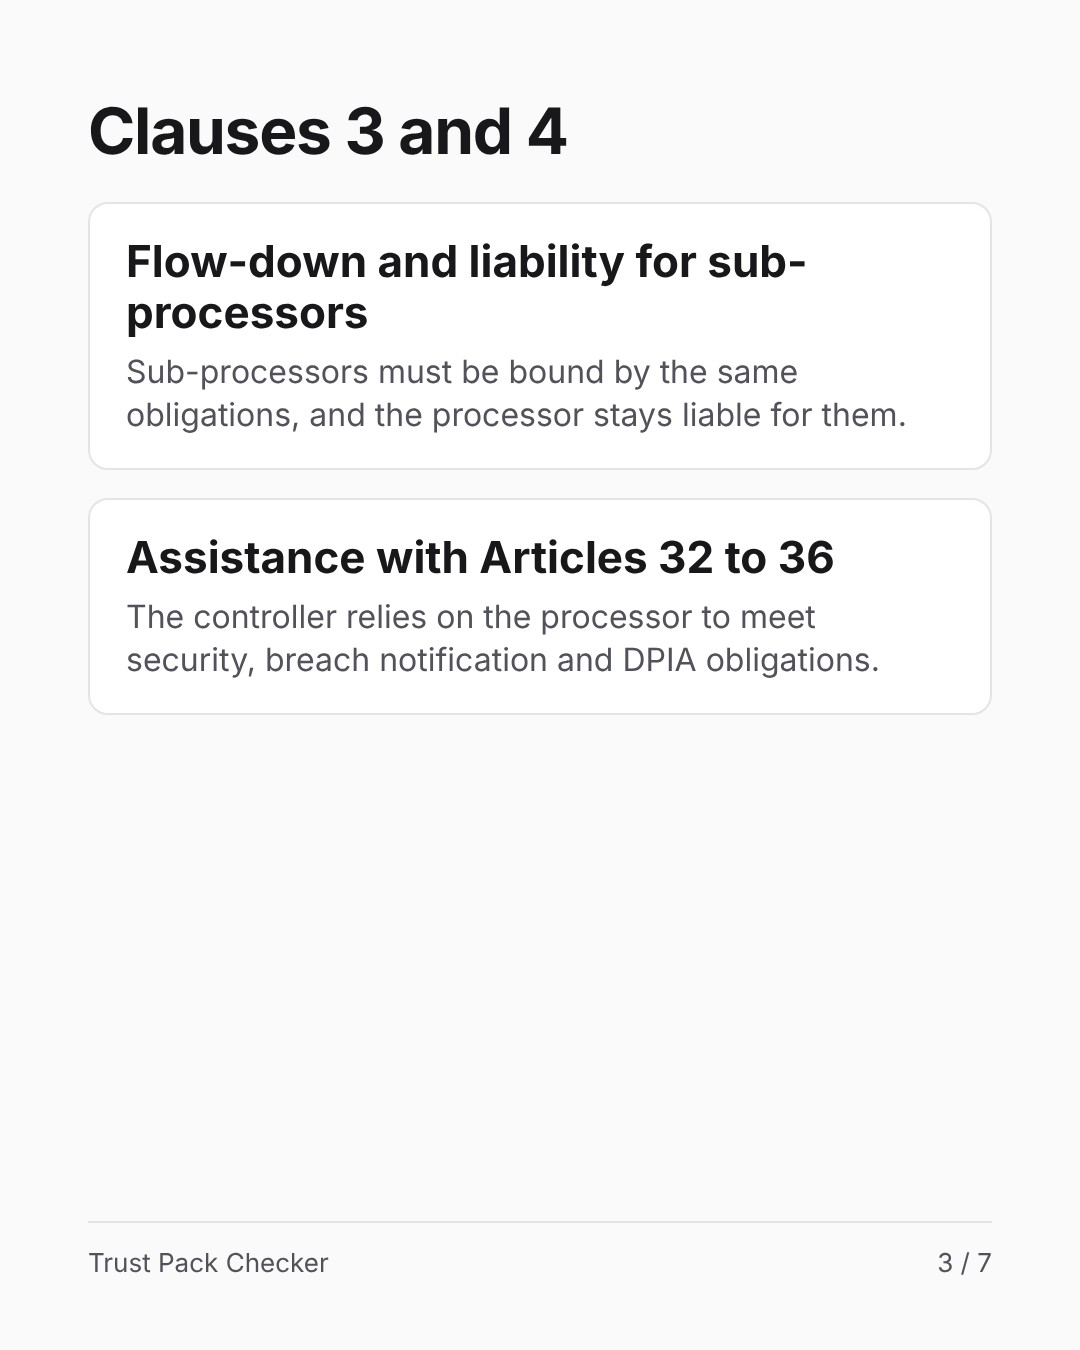 Clauses 3 and 4
Flow-down and liability for sub-
processors
Sub-processors must be bound by the same
obligations, and the processor stays liable for them.
Assistance with Articles 32 to 36
The controller relies on the processor to meet
security, breach notification and DPIA obligations.
Trust Pack Checker
3 / 7